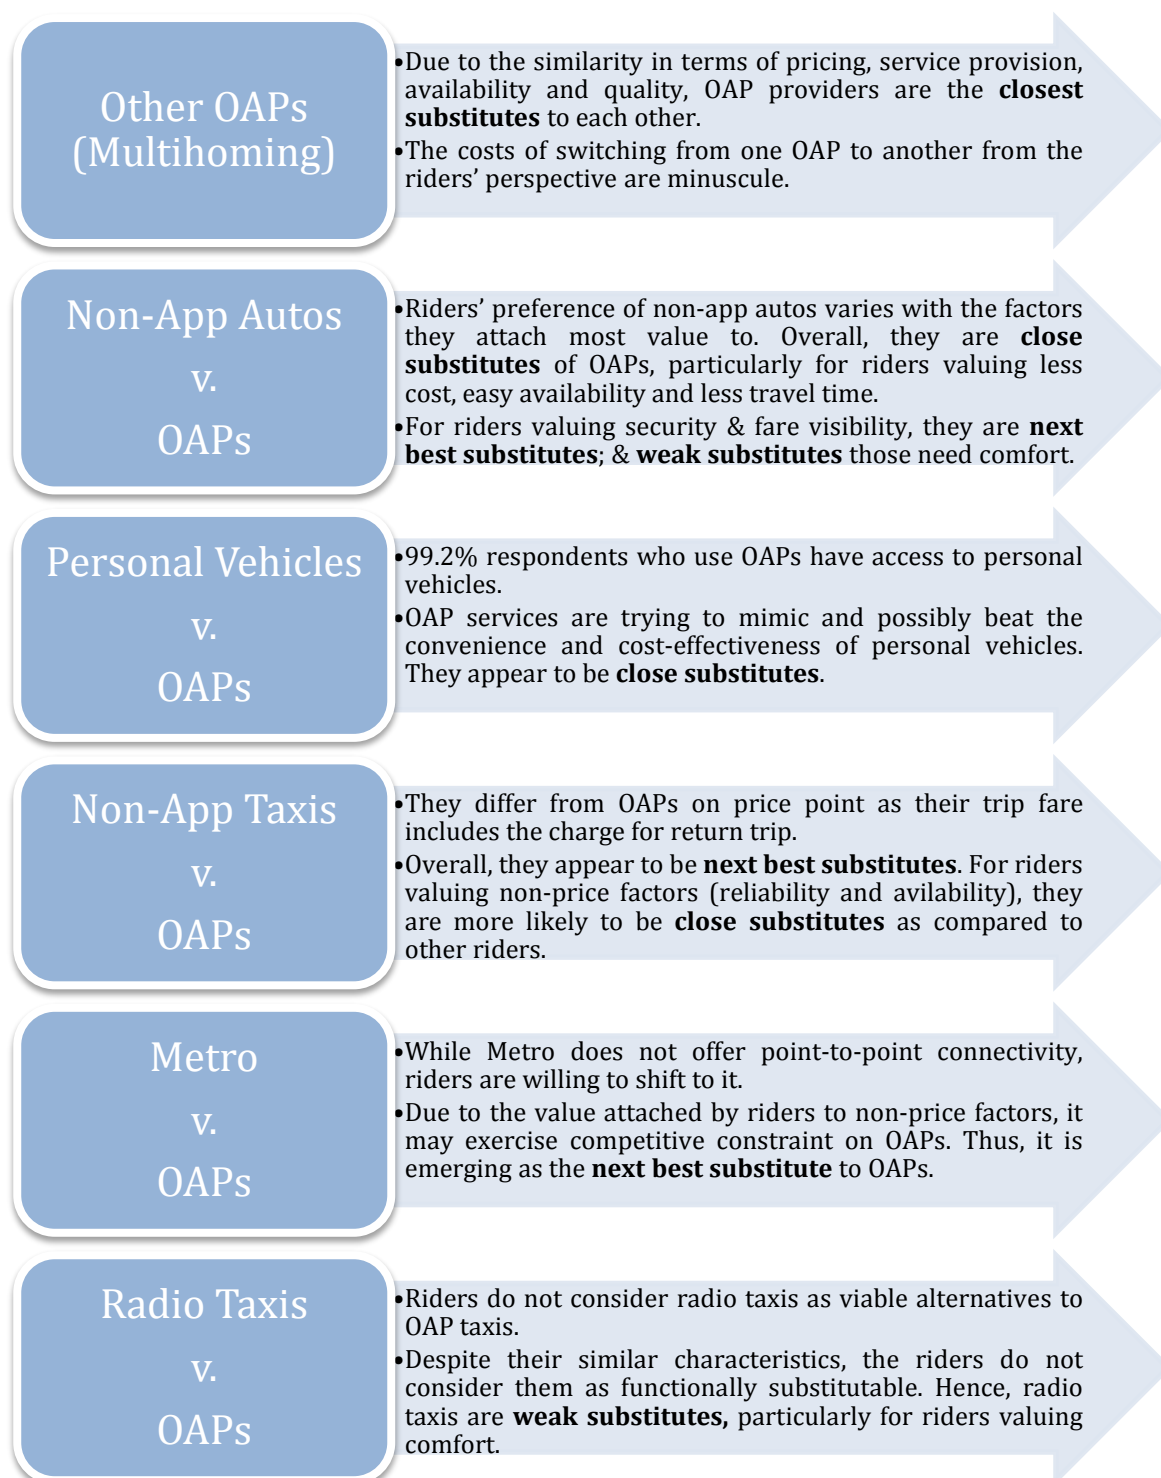 Other OAPs
(Multihoming)
•Due to the similarity in terms of pricing, service provision,
availability and quality, OAP providers are the closest
substitutes to each other.
•The costs of switching from one OAP to another from the
riders’ perspective are minuscule.
Non-App Autos
v.
OAPs
•Riders’ preference of non-app autos varies with the factors
they attach most value to. Overall, they are close
substitutes of OAPs, particularly for riders valuing less
cost, easy availability and less travel time.
•For riders valuing security & fare visibility, they are next
best substitutes; & weak substitutes those need comfort.
Personal Vehicles
v.
OAPs
•99.2% respondents who use OAPs have access to personal
vehicles.
•OAP services are trying to mimic and possibly beat the
convenience and cost-effectiveness of personal vehicles.
They appear to be close substitutes.
Non-App Taxis
v.
OAPs
•They differ from OAPs on price point as their trip fare
includes the charge for return trip.
•Overall, they appear to be next best substitutes. For riders
valuing non-price factors (reliability and avilability), they
are more likely to be close substitutes as compared to
other riders.
Metro
v.
OAPs
•While Metro does not offer point-to-point connectivity,
riders are willing to shift to it.
•Due to the value attached by riders to non-price factors, it
may exercise competitive constraint on OAPs. Thus, it is
emerging as the next best substitute to OAPs.
Radio Taxis
v.
OAPs
•Riders do not consider radio taxis as viable alternatives to
OAP taxis.
•Despite their similar characteristics, the riders do not
consider them as functionally substitutable. Hence, radio
taxis are weak substitutes, particularly for riders valuing
comfort.